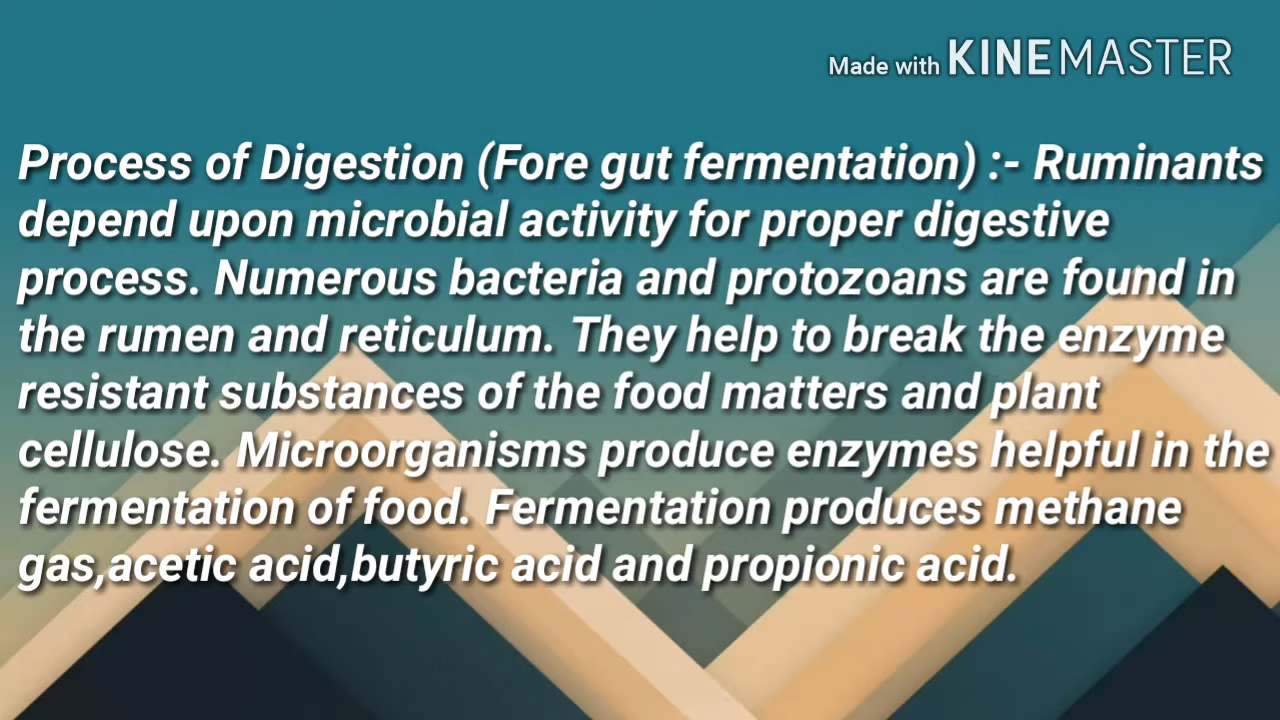 Made with KINEMASTER
Process of Digestion (Fore gut fermentation) :- Ruminants
depend upon microbial activity for proper digestive
process. Numerous bacteria and protozoans are found in
the rumen and reticulum. They help to break the enzyme
resistant substances of the food matters and plant
cellulose. Microorganisms produce enzymes helpful in the
fermentation of food. Fermentation produces methane
gas,acetic acid,butyric acid and propionic acid.